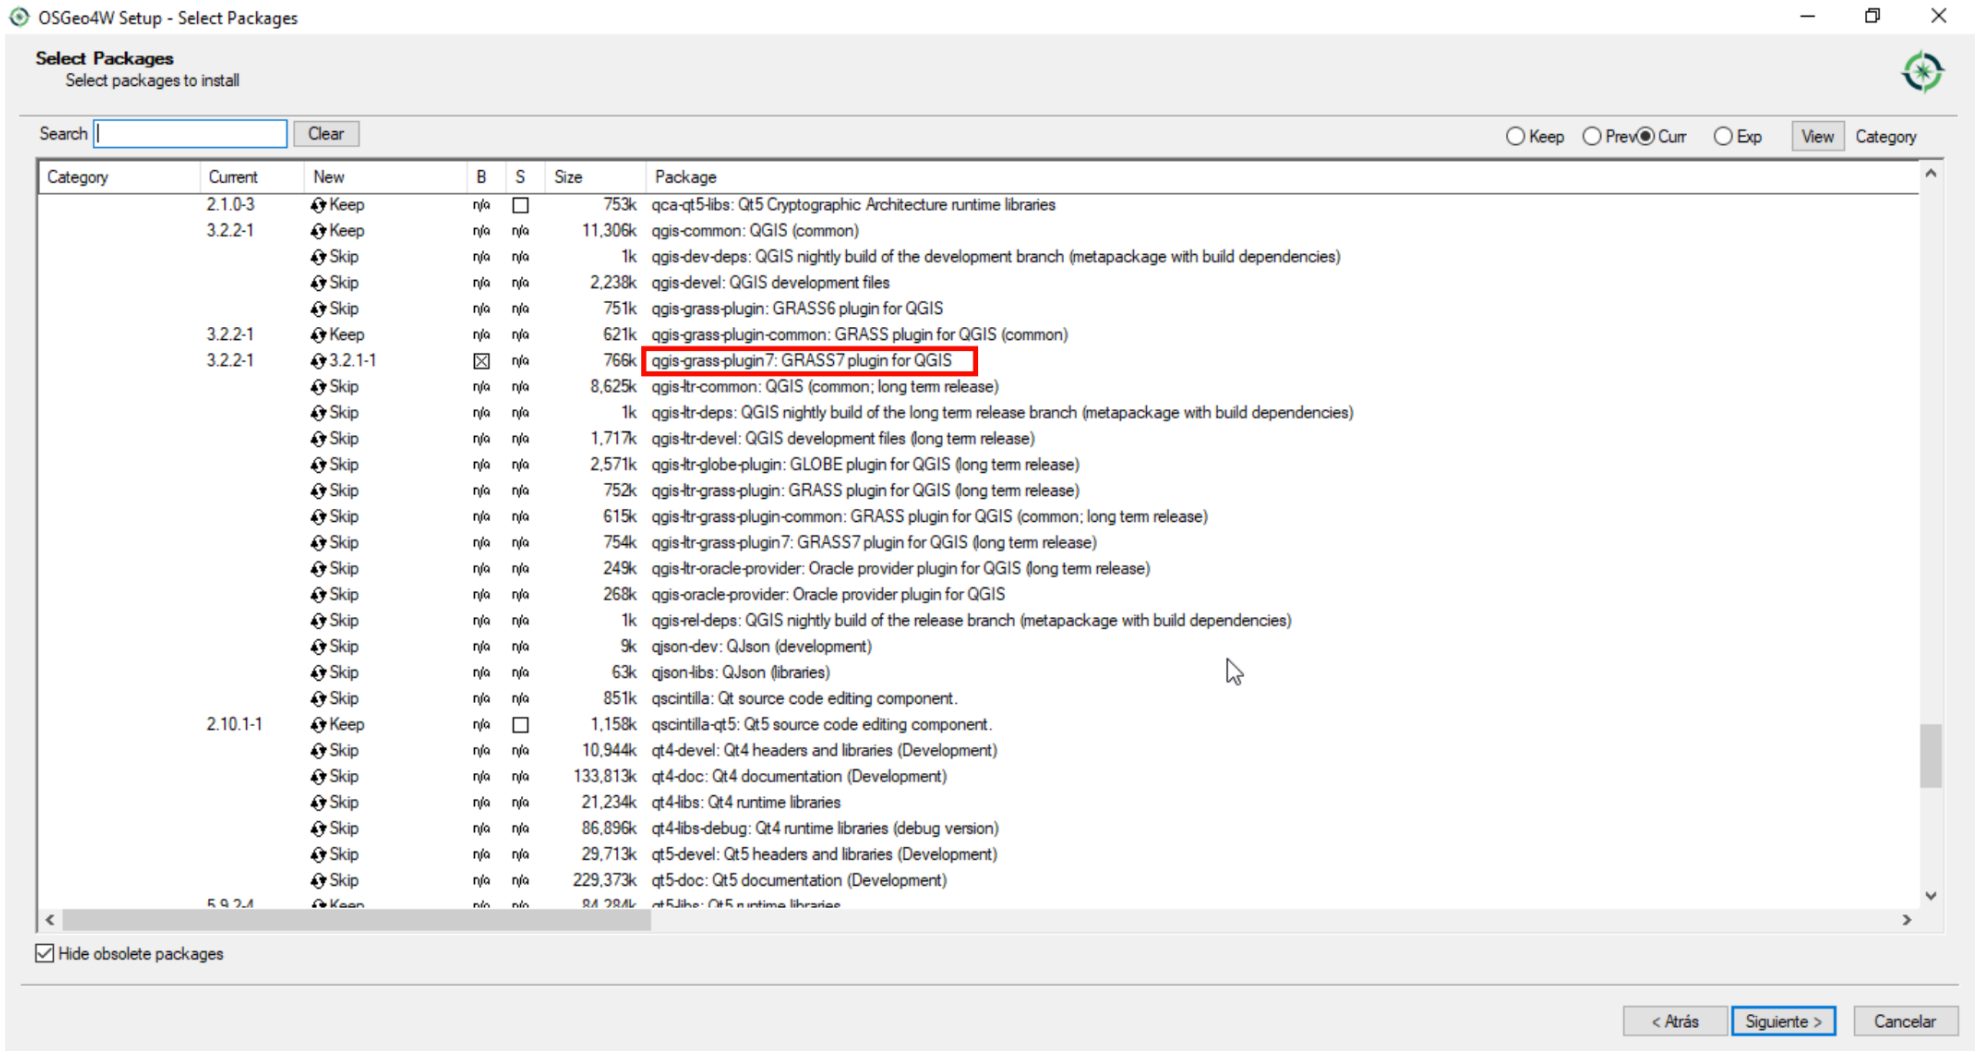 OSGeo4W Setup - Select Packages
Select Packages
Select packages to install
Search Clear Keep Prev Curr Exp View Category
Category Current New B S Size Package
2.1.0-3 Keep n/a 753k qca-qt5-libs: Qt5 Cryptographic Architecture runtime libraries
3.2.2-1 Keep n/a n/a 11,306k qgis-common: QGIS (common)
Skip n/a n/a 1k qgis-dev-deps: QGIS nightly build of the development branch (metapackage with build dependencies)
Skip n/a n/a 2,238k qgis-devel: QGIS development files
Skip n/a n/a 751k qgis-grass-plugin: GRASS6 plugin for QGIS
3.2.2-1 Keep n/a n/a 621k qgis-grass-plugin-common: GRASS plugin for QGIS (common)
3.2.2-1 3.2.1-1 n/a 766k qgis-grass-plugin7: GRASS7 plugin for QGIS
Skip n/a n/a 8,625k qgis-ltr-common: QGIS (common; long term release)
Skip n/a n/a 1k qgis-ltr-deps: QGIS nightly build of the long term release branch (metapackage with build dependencies)
Skip n/a n/a 1,717k qgis-ltr-devel: QGIS development files (long term release)
Skip n/a n/a 2,571k qgis-ltr-globe-plugin: GLOBE plugin for QGIS (long term release)
Skip n/a n/a 752k qgis-ltr-grass-plugin: GRASS plugin for QGIS (long term release)
Skip n/a n/a 615k qgis-ltr-grass-plugin-common: GRASS plugin for QGIS (common; long term release)
Skip n/a n/a 754k qgis-ltr-grass-plugin7: GRASS7 plugin for QGIS (long term release)
Skip n/a n/a 249k qgis-ltr-oracle-provider: Oracle provider plugin for QGIS (long term release)
Skip n/a n/a 268k qgis-oracle-provider: Oracle provider plugin for QGIS
Skip n/a n/a 1k qgis-rel-deps: QGIS nightly build of the release branch (metapackage with build dependencies)
Skip n/a n/a 9k qjson-dev: QJson (development)
Skip n/a n/a 63k qjson-libs: QJson (libraries)
Skip n/a n/a 851k qscintilla: Qt source code editing component.
2.10.1-1 Keep n/a 1,158k qscintilla-qt5: Qt5 source code editing component.
Skip n/a n/a 10,944k qt4-devel: Qt4 headers and libraries (Development)
Skip n/a n/a 133,813k qt4-doc: Qt4 documentation (Development)
Skip n/a n/a 21,234k qt4-libs: Qt4 runtime libraries
Skip n/a n/a 86,896k qt4-libs-debug: Qt4 runtime libraries (debug version)
Skip n/a n/a 29,713k qt5-devel: Qt5 headers and libraries (Development)
Skip n/a n/a 229,373k qt5-doc: Qt5 documentation (Development)
5.9.2-4 Keep n/a n/a 84,284k qt5-libs: Qt5 runtime libraries
Hide obsolete packages
< Atrás Siguiente > Cancelar